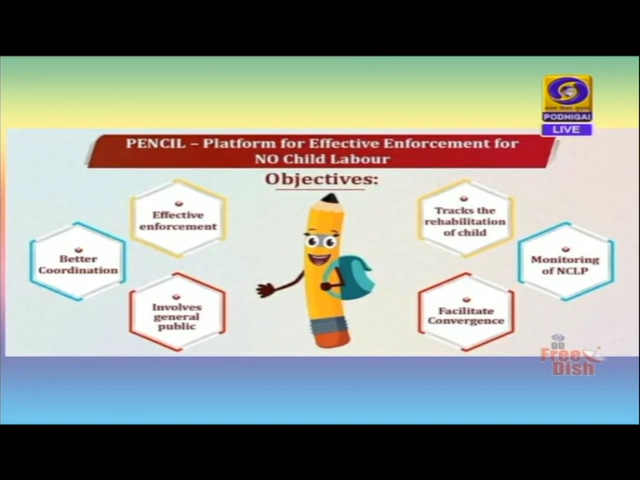 PODHIGAI
LIVE
PENCIL – Platform for Effective Enforcement for
NO Child Labour
Objectives:
Effective
enforcement
Better
Coordination
Involves
general
public
Tracks the
rehabilitation
of child
Monitoring
of NCLP
Facilitate
Convergence
DD
Free
Dish